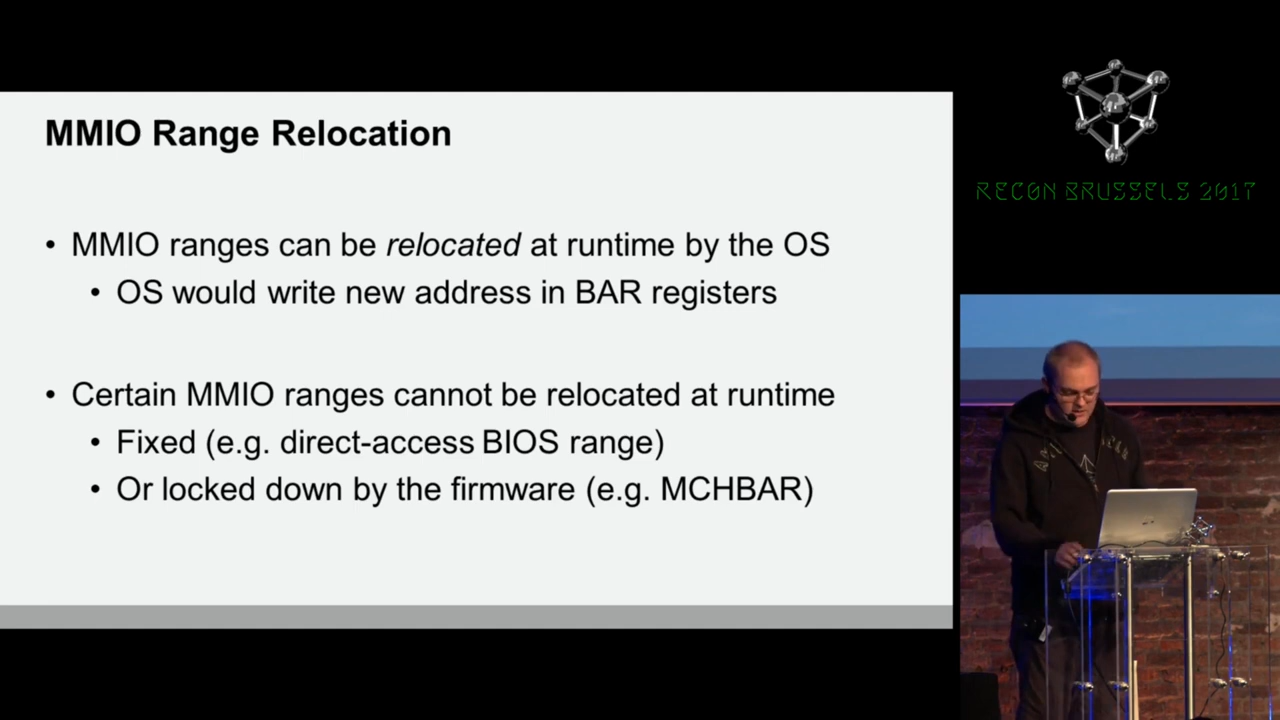 MMIO Range Relocation
• MMIO ranges can be relocated at runtime by the OS
• OS would write new address in BAR registers
• Certain MMIO ranges cannot be relocated at runtime
• Fixed (e.g. direct-access BIOS range)
• Or locked down by the firmware (e.g. MCHBAR)
RECON BRUSSELS 2017